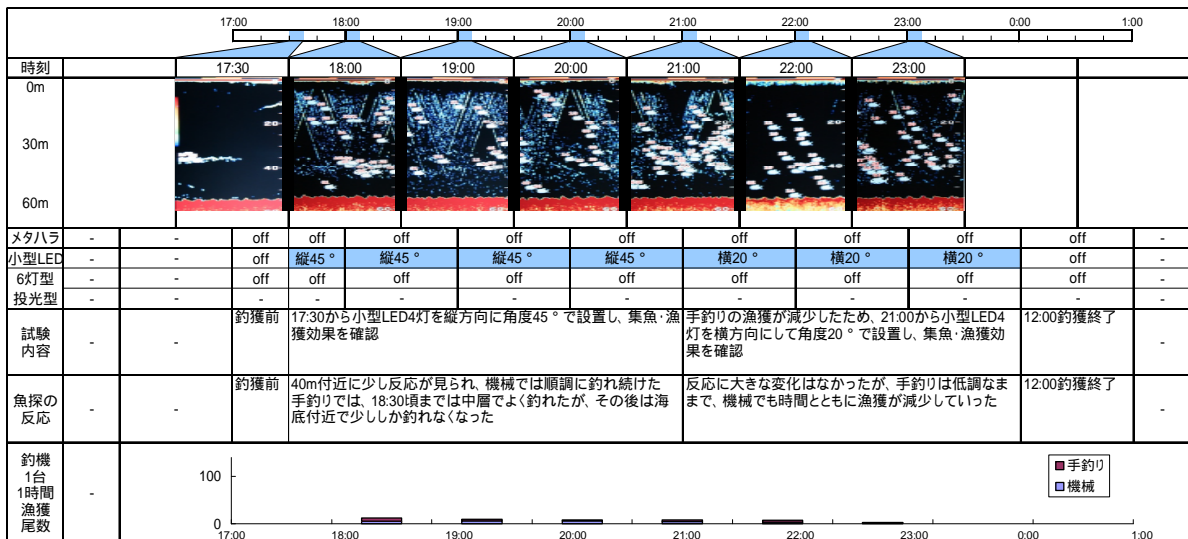 17:00 18:00 19:00 20:00 21:00 22:00 23:00 0:00 1:00
時刻 17:30 18:00 19:00 20:00 21:00 22:00 23:00
0m
30m
60m
メタハラ - - off off off off off off off off off -
小型LED - - off 縦45° 縦45° 縦45° 縦45° 横20° 横20° 横20° off -
6灯型 - - off off off off off off off off off -
投光型 - - - - - - - - - - - -
試験
内容
- -
釣獲前
17:30から小型LED4灯を縦方向に角度45°で設置し、集魚・漁
獲効果を確認
手釣りの漁獲が減少したため、21:00から小型LED4
灯を横方向にして角度20°で設置し、集魚・漁獲効
果を確認
12:00釣獲終了
-
魚探の
反応
- -
釣獲前
40m付近に少し反応が見られ、機械では順調に釣れ続けた
手釣りでは、18:30頃までは中層でよく釣れたが、その後は海
底付近で少ししか釣れなくなった
反応に大きな変化はなかったが、手釣りは低調なま
まで、機械でも時間とともに漁獲が減少していった
12:00釣獲終了
-
釣機
1台
1時間
漁獲
尾数
-
100
0
手釣り
機械
17:00 18:00 19:00 20:00 21:00 22:00 23:00 0:00 1:00